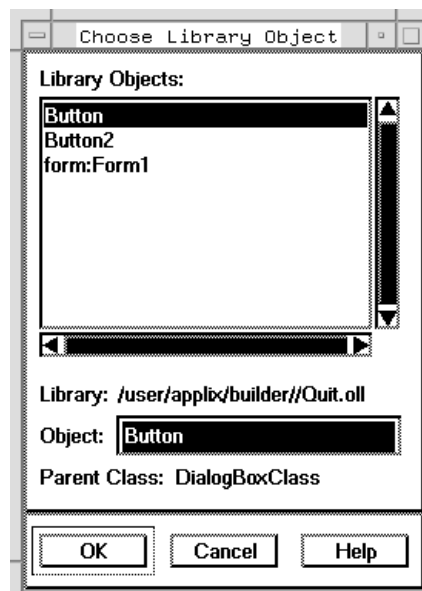 Choose Library Object
Library Objects:
Button
Button2
form:Form1
Library: /user/applix/builder//Quit.oll
Object: Button
Parent Class: DialogBoxClass
OK Cancel Help